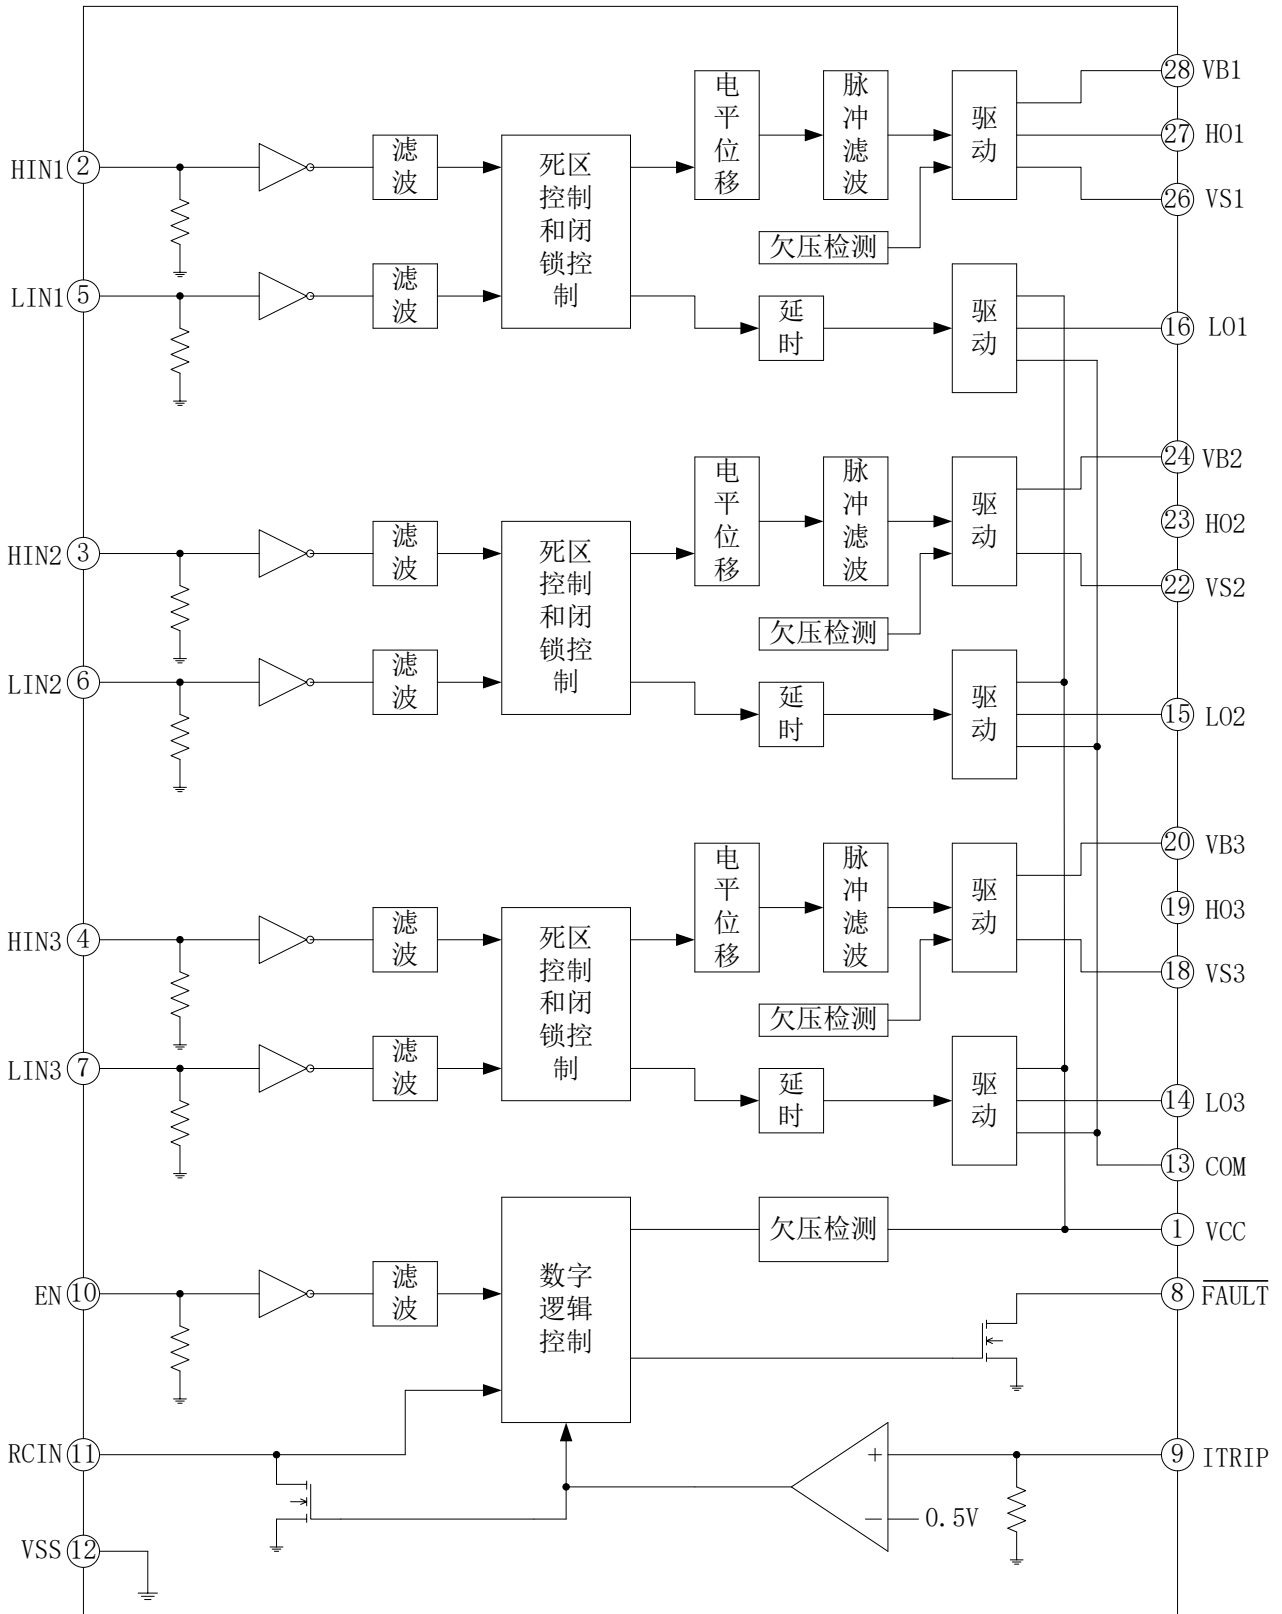 28 VB1
电平位移
脉冲滤波
驱动
27 HO1
HIN1 2
滤波
死区控制和闭锁控制
26 VS1
欠压检测
LIN1 5
滤波
延时
驱动
16 LO1
24 VB2
电平位移
脉冲滤波
驱动
23 HO2
HIN2 3
滤波
死区控制和闭锁控制
22 VS2
欠压检测
LIN2 6
滤波
延时
驱动
15 LO2
20 VB3
电平位移
脉冲滤波
驱动
19 HO3
HIN3 4
滤波
死区控制和闭锁控制
18 VS3
欠压检测
LIN3 7
滤波
延时
驱动
14 LO3
13 COM
欠压检测
1 VCC
EN 10
滤波
数字逻辑控制
8 FAULT
RCIN 11
+
9 ITRIP
- 0.5V
VSS 12